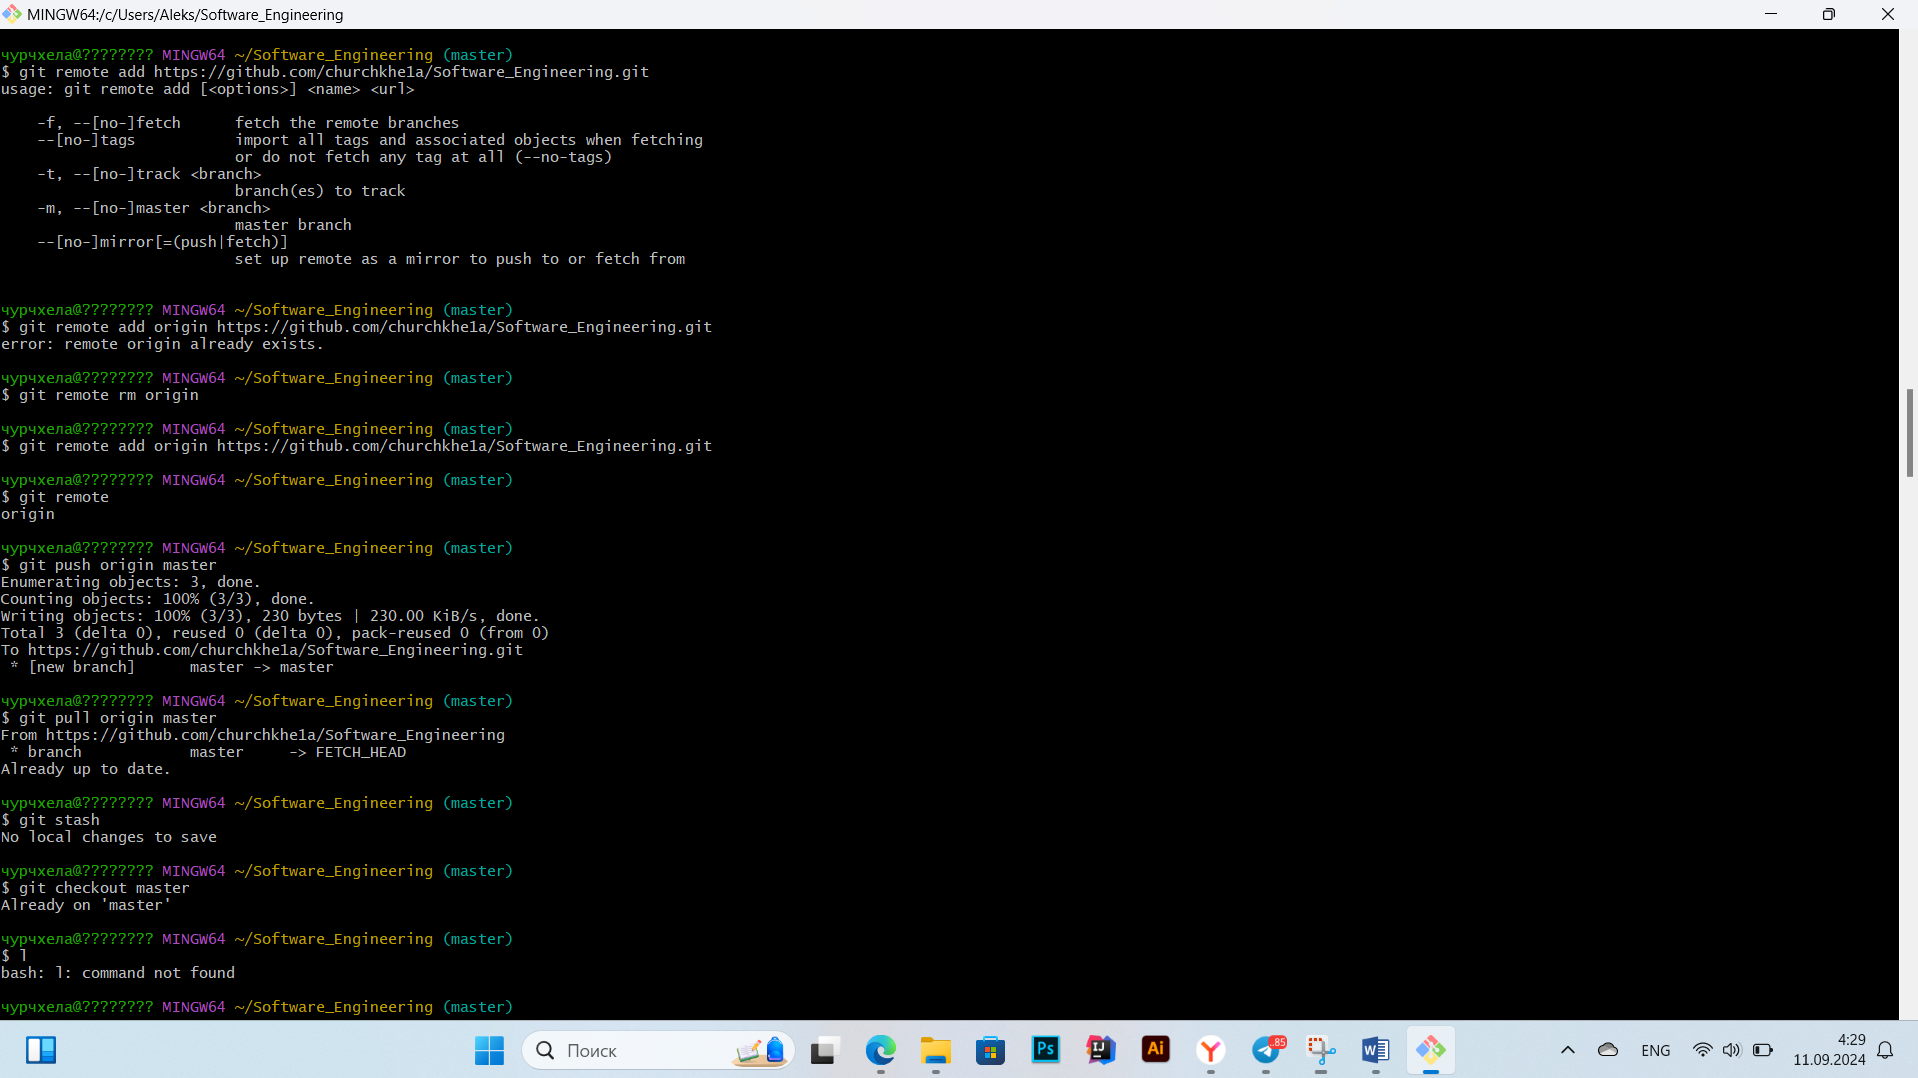 MINGW64:/c/Users/Aleks/Software_Engineering
чурчхела@???????? MINGW64 ~/Software_Engineering (master)
$ git remote add https://github.com/churchkhe1a/Software_Engineering.git
usage: git remote add [<options>] <name> <url>
-f, --[no-]fetch      fetch the remote branches
--[no-]tags           import all tags and associated objects when fetching
or do not fetch any tag at all (--no-tags)
-t, --[no-]track <branch>
branch(es) to track
-m, --[no-]master <branch>
master branch
--[no-]mirror[=(push|fetch)]
set up remote as a mirror to push to or fetch from
чурчхела@???????? MINGW64 ~/Software_Engineering (master)
$ git remote add origin https://github.com/churchkhe1a/Software_Engineering.git
error: remote origin already exists.
чурчхела@???????? MINGW64 ~/Software_Engineering (master)
$ git remote rm origin
чурчхела@???????? MINGW64 ~/Software_Engineering (master)
$ git remote add origin https://github.com/churchkhe1a/Software_Engineering.git
чурчхела@???????? MINGW64 ~/Software_Engineering (master)
$ git remote
origin
чурчхела@???????? MINGW64 ~/Software_Engineering (master)
$ git push origin master
Enumerating objects: 3, done.
Counting objects: 100% (3/3), done.
Writing objects: 100% (3/3), 230 bytes | 230.00 KiB/s, done.
Total 3 (delta 0), reused 0 (delta 0), pack-reused 0 (from 0)
To https://github.com/churchkhe1a/Software_Engineering.git
* [new branch]      master -> master
чурчхела@???????? MINGW64 ~/Software_Engineering (master)
$ git pull origin master
From https://github.com/churchkhe1a/Software_Engineering
* branch            master     -> FETCH_HEAD
Already up to date.
чурчхела@???????? MINGW64 ~/Software_Engineering (master)
$ git stash
No local changes to save
чурчхела@???????? MINGW64 ~/Software_Engineering (master)
$ git checkout master
Already on 'master'
чурчхела@???????? MINGW64 ~/Software_Engineering (master)
$ l
bash: l: command not found
чурчхела@???????? MINGW64 ~/Software_Engineering (master)
Поиск
Ps
IJ
Ai
.85
W
ENG
4:29
11.09.2024